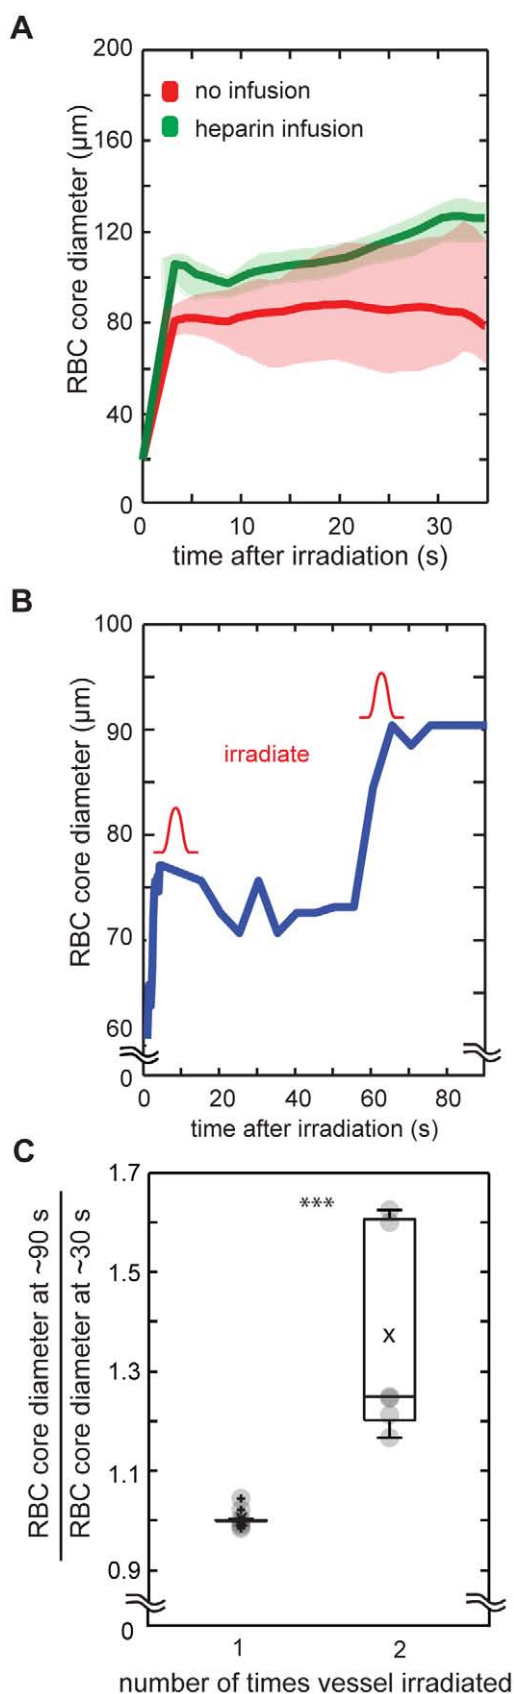 A
RBC core diameter (µm)
200
160
120
80
40
0
no infusion
heparin infusion
0 10 20 30
time after irradiation (s)
B
RBC core diameter (µm)
100
90
80
70
60
0
irradiate
0 20 40 60 80
time after irradiation (s)
C
RBC core diameter at ~90 s
RBC core diameter at ~30 s
1.7
1.5
1.3
1.1
0.9
0
***
x
1 2
number of times vessel irradiated